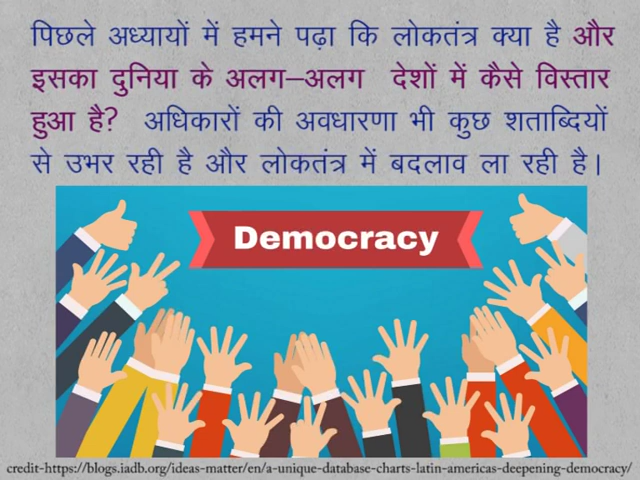 पिछले अध्यायों में हमने पढ़ा कि लोकतंत्र क्या है और
इसका दुनिया के अलग–अलग देशों में कैसे विस्तार
हुआ है? अधिकारों की अवधारणा भी कुछ शताब्दियों
से उभर रही है और लोकतंत्र में बदलाव ला रही है।
Democracy
credit-https://blogs.iadb.org/ideas-matter/en/a-unique-database-charts-latin-americas-deepening-democracy/